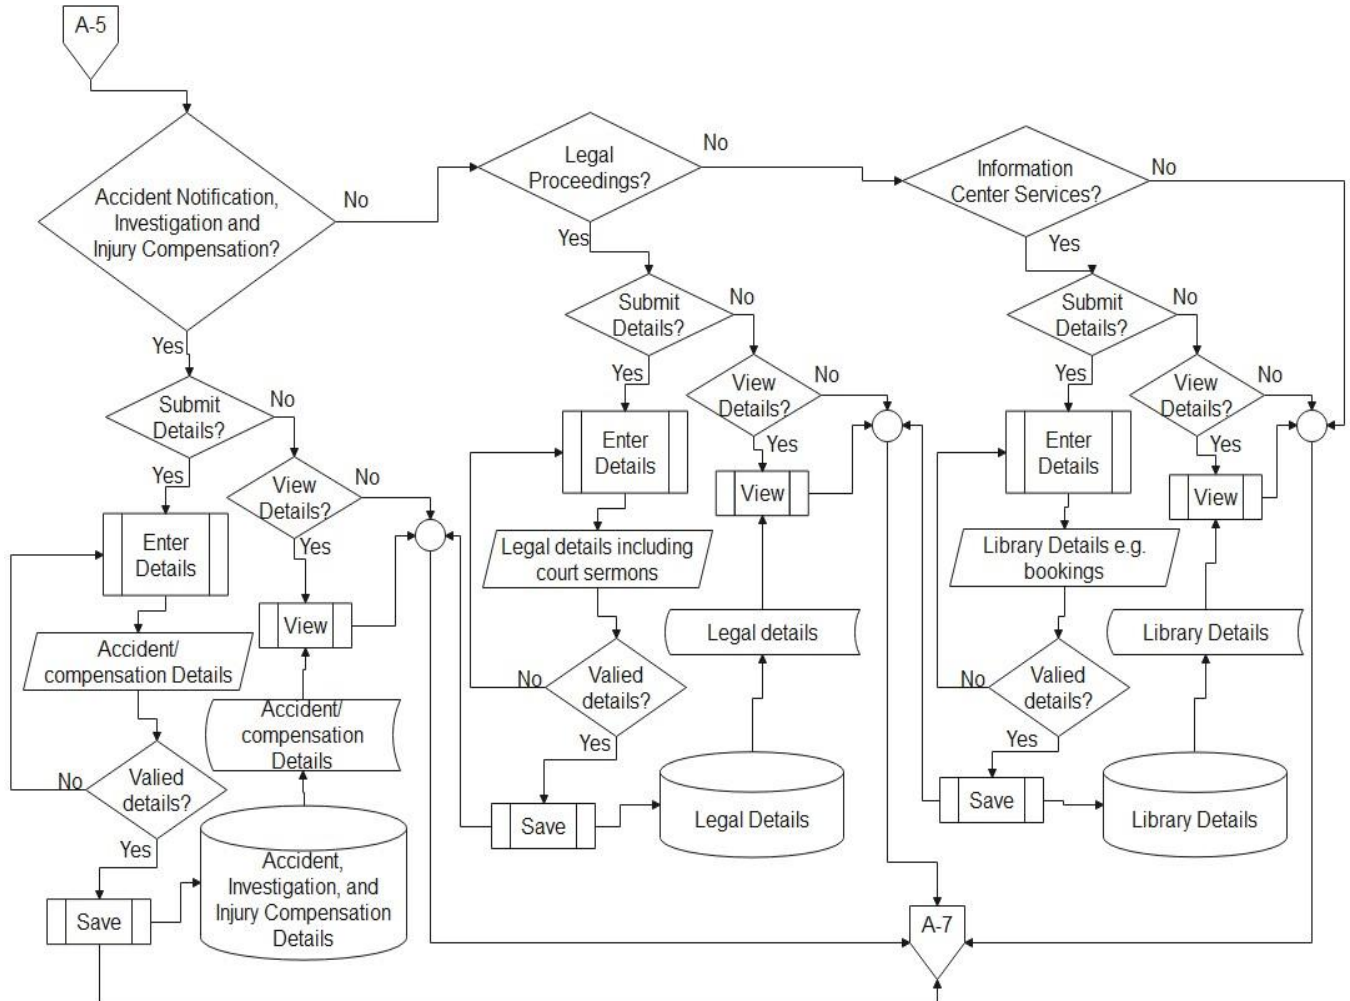 A-5
Accident Notification,
Investigation and
Injury Compensation?
No
Yes
Submit
Details?
No
Yes
View
Details?
No
Yes
Enter
Details
View
Accident/
compensation Details
Accident/
compensation
Details
Valied
details?
No
Yes
Save
Accident,
Investigation, and
Injury Compensation
Details
Legal
Proceedings?
No
Yes
Submit
Details?
No
Yes
View
Details?
No
Yes
Enter
Details
View
Legal details including
court sermons
Legal details
Valied
details?
No
Yes
Save
Legal Details
Information
Center Services?
No
Yes
Submit
Details?
No
Yes
View
Details?
No
Yes
Enter
Details
View
Library Details e.g.
bookings
Library Details
Valied
details?
No
Yes
Save
Library Details
A-7